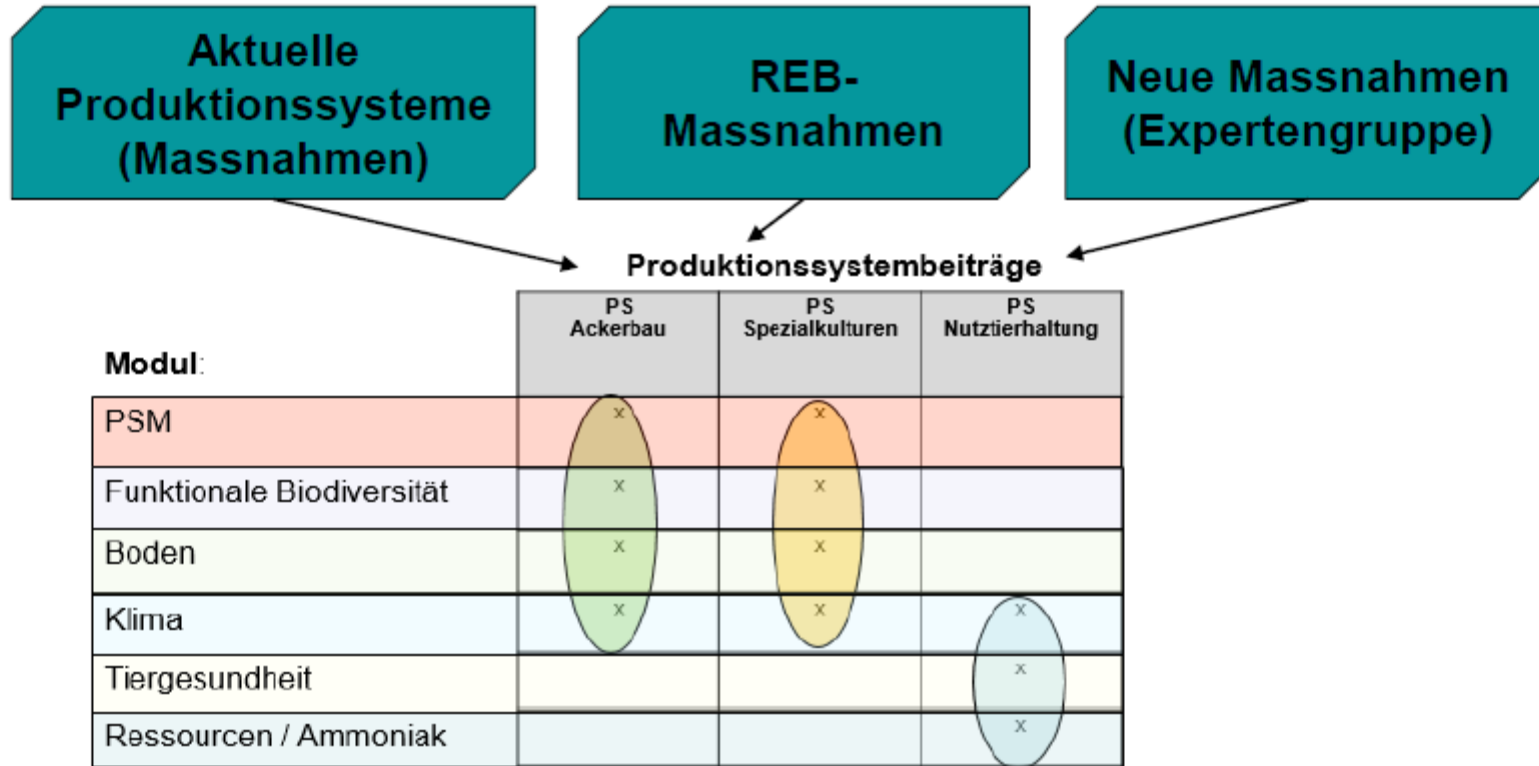 Aktuelle
Produktionssysteme
(Massnahmen)
REB-
Massnahmen
Neue Massnahmen
(Expertengruppe)
Produktionssystembeiträge
PS
Ackerbau
PS
Spezialkulturen
PS
Nutztierhaltung
Modul:
PSM x x
Funktionale Biodiversität x x
Boden x x
Klima x x x
Tiergesundheit x
Ressourcen / Ammoniak x